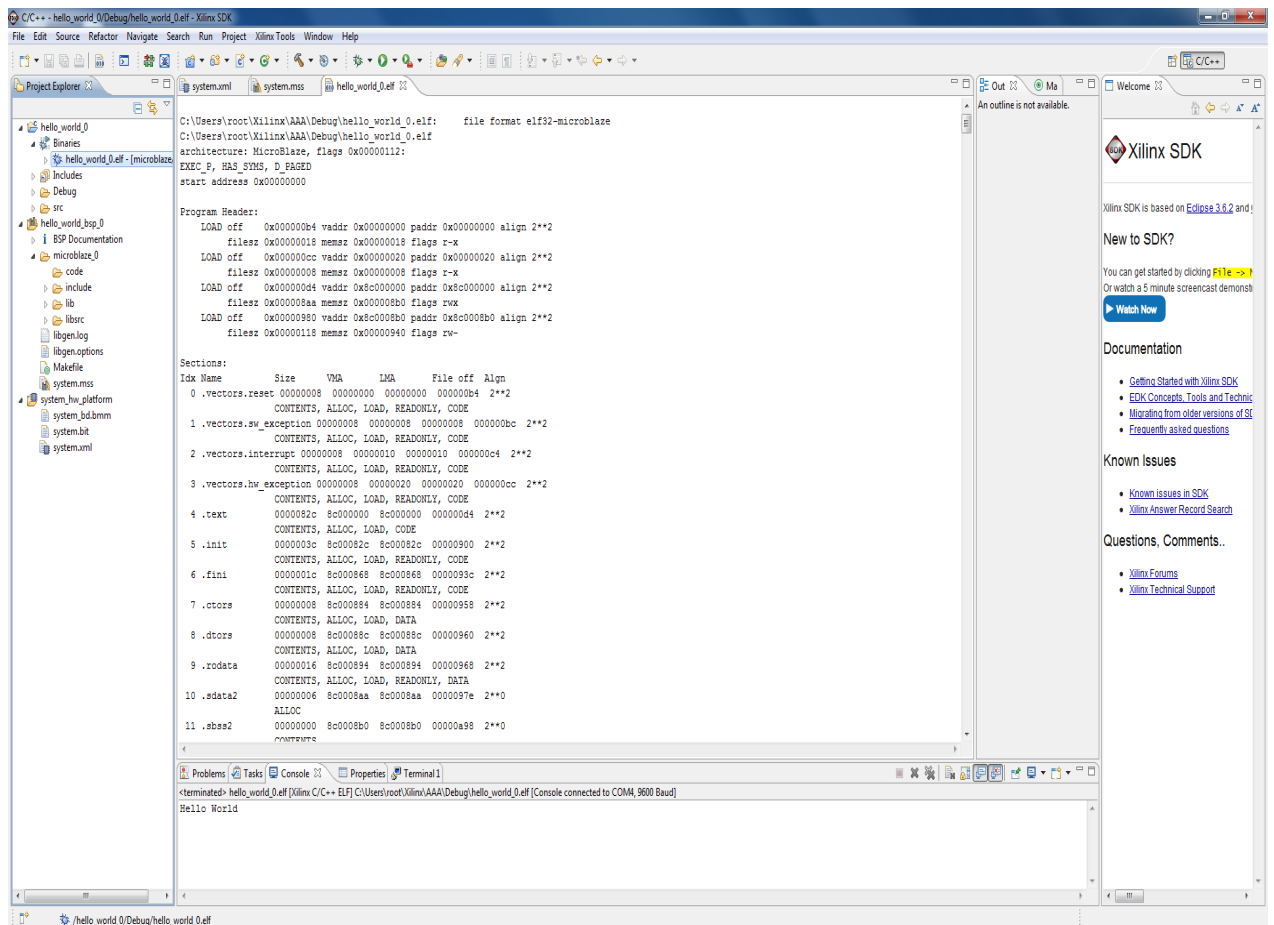 C/C++ - hello_world_0/Debug/hello_world_0.elf - Xilinx SDK
File Edit Source Refactor Navigate Search Run Project Xilinx Tools Window Help
C/C++
Project Explorer
hello_world_0
Binaries
hello_world_0.elf - [microblaze/
Includes
Debug
src
hello_world_bsp_0
BSP Documentation
microblaze_0
code
include
lib
libsrc
libgen.log
libgen.options
Makefile
system.mss
system_hw_platform
system_bd.bmm
system.bit
system.xml
system.xml system.mss hello_world_0.elf
C:\Users\root\Xilinx\AAA\Debug\hello_world_0.elf: file format elf32-microblaze
C:\Users\root\Xilinx\AAA\Debug\hello_world_0.elf
architecture: MicroBlaze, flags 0x00000112:
EXEC_P, HAS_SYMS, D_PAGED
start address 0x00000000
Program Header:
LOAD off 0x000000b4 vaddr 0x00000000 paddr 0x00000000 align 2**2
filesz 0x00000018 memsz 0x00000018 flags r-x
LOAD off 0x000000cc vaddr 0x00000020 paddr 0x00000020 align 2**2
filesz 0x00000008 memsz 0x00000008 flags r-x
LOAD off 0x000000d4 vaddr 0x8c000000 paddr 0x8c000000 align 2**2
filesz 0x000008aa memsz 0x000008b0 flags rwx
LOAD off 0x00000980 vaddr 0x8c0008b0 paddr 0x8c0008b0 align 2**2
filesz 0x00000118 memsz 0x00000940 flags rw-
Sections:
Idx Name Size VMA LMA File off Algn
0 .vectors.reset 00000008 00000000 00000000 000000b4 2**2
CONTENTS, ALLOC, LOAD, READONLY, CODE
1 .vectors.sw_exception 00000008 00000008 00000008 000000bc 2**2
CONTENTS, ALLOC, LOAD, READONLY, CODE
2 .vectors.interrupt 00000008 00000010 00000010 000000c4 2**2
CONTENTS, ALLOC, LOAD, READONLY, CODE
3 .vectors.hw_exception 00000008 00000020 00000020 000000cc 2**2
CONTENTS, ALLOC, LOAD, READONLY, CODE
4 .text 0000082c 8c000000 8c000000 000000d4 2**2
CONTENTS, ALLOC, LOAD, CODE
5 .init 0000003c 8c00082c 8c00082c 00000900 2**2
CONTENTS, ALLOC, LOAD, READONLY, CODE
6 .fini 0000001c 8c000868 8c000868 0000093c 2**2
CONTENTS, ALLOC, LOAD, READONLY, CODE
7 .ctors 00000008 8c000884 8c000884 00000958 2**2
CONTENTS, ALLOC, LOAD, DATA
8 .dtors 00000008 8c00088c 8c00088c 00000960 2**2
CONTENTS, ALLOC, LOAD, DATA
9 .rodata 00000016 8c000894 8c000894 00000968 2**2
CONTENTS, ALLOC, LOAD, READONLY, DATA
10 .sdata2 00000006 8c0008aa 8c0008aa 0000097e 2**0
ALLOC
11 .sbss2 00000000 8c0008b0 8c0008b0 00000a98 2**0
CONTENTS
Out Ma
An outline is not available.
Welcome
SDK Xilinx SDK
Xilinx SDK is based on Eclipse 3.6.2 and
New to SDK?
You can get started by clicking File -> N
Or watch a 5 minute screencast demonst
Watch Now
Documentation
Getting Started with Xilinx SDK
EDK Concepts, Tools and Technic
Migrating from older versions of SD
Frequently asked questions
Known Issues
Known issues in SDK
Xilinx Answer Record Search
Questions, Comments..
Xilinx Forums
Xilinx Technical Support
Problems Tasks Console Properties Terminal 1
<terminated> hello_world_0.elf [Xilinx C/C++ ELF] C:\Users\root\Xilinx\AAA\Debug\hello_world_0.elf [Console connected to COM4, 9600 Baud]
Hello World
/hello_world_0/Debug/hello_world_0.elf